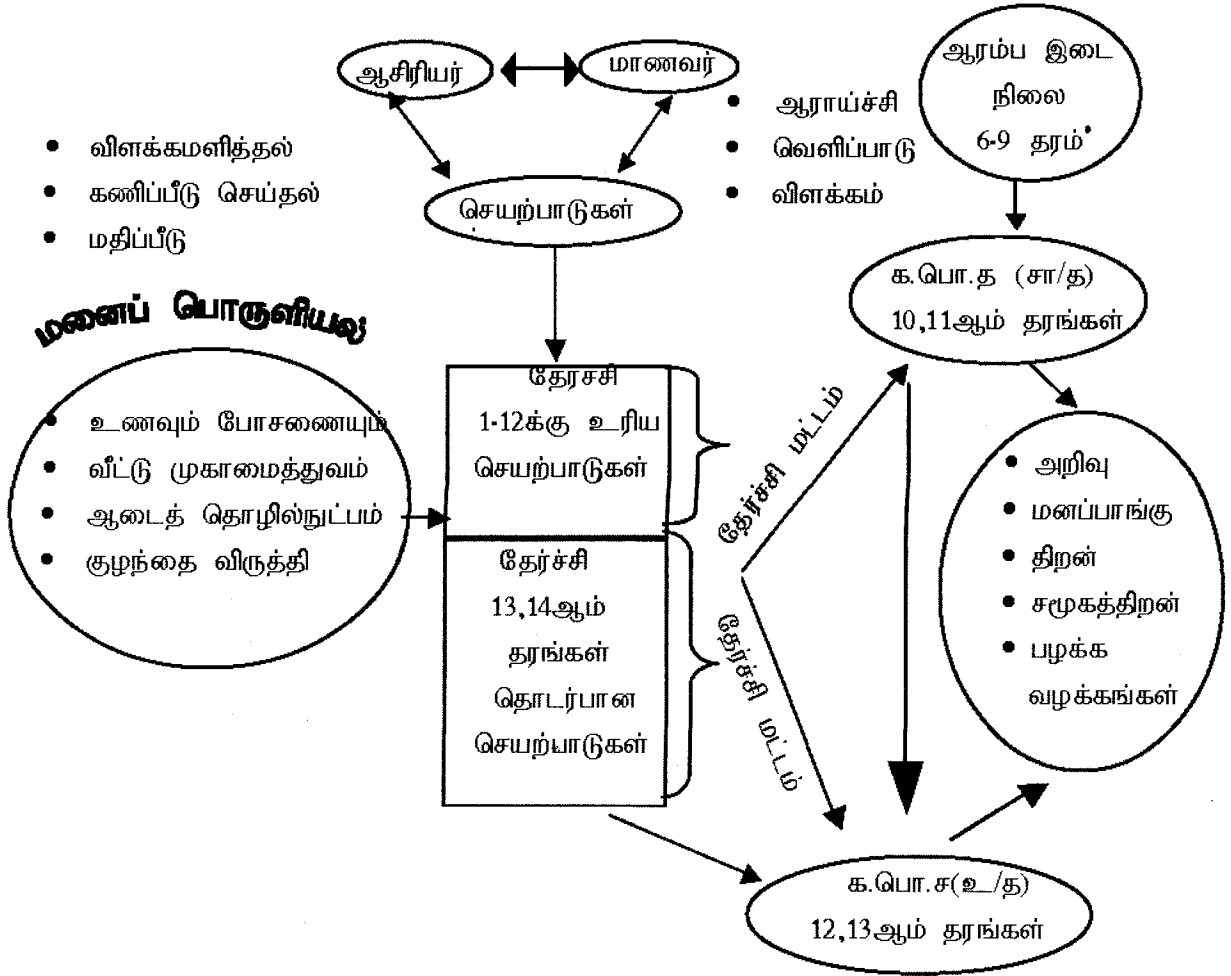 ஆசிரியர்
மாணவர்
ஆரம்ப இடை
நிலை
6-9 தரம்
• விளக்கமளித்தல்
• கணிப்பீடு செய்தல்
• மதிப்பீடு
• ஆராய்ச்சி
• வெளிப்பாடு
• விளக்கம்
செயற்பாடுகள்
க.பொ.த (சா/த)
10,11ஆம் தரங்கள்
மனைப் பொருளியல்
• உணவும் போசணையும்
• வீட்டு முகாமைத்துவம்
• ஆடைத் தொழில்நுட்பம்
• குழந்தை விருத்தி
தேரசசி
1-12க்கு உரிய
செயற்பாடுகள்
தேர்ச்சி
13,14ஆம்
தரங்கள்
தொடர்பான
செயற்பாடுகள்
தேர்ச்சி மட்டம்
தேர்ச்சி மட்டம்
• அறிவு
• மனப்பாங்கு
• திறன்
• சமூகத்திறன்
• பழக்க
வழக்கங்கள்
க.பொ.ச(உ/த)
12,13ஆம் தரங்கள்